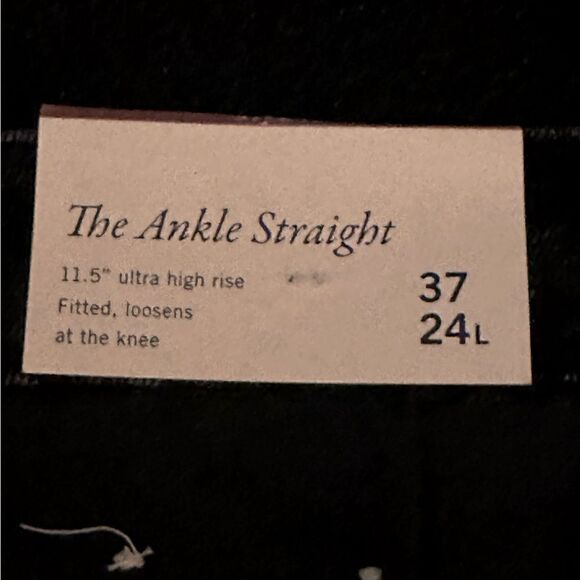 The Ankle Straight
11.5" ultra high rise
Fitted, loosens
at the knee
37
24L